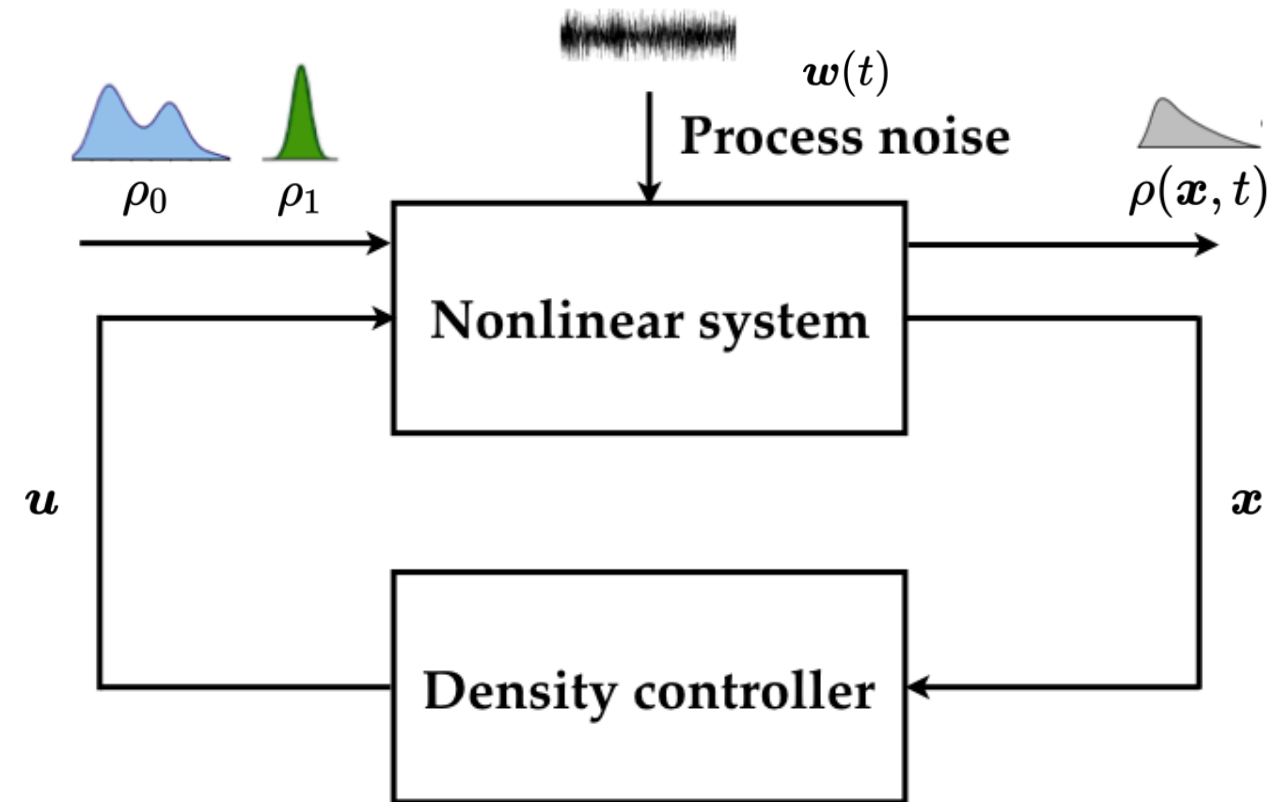 w(t)
Process noise
ρ₀ ρ₁
ρ(x, t)
Nonlinear system
u
x
Density controller